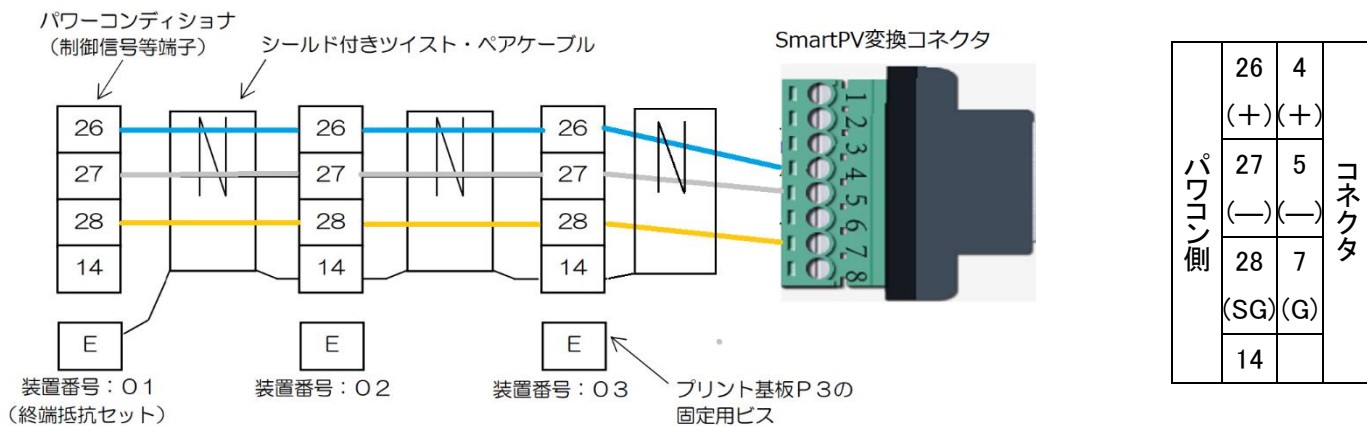 パワーコンディショナ
（制御信号等端子）
シールド付きツイスト・ペアケーブル
SmartPV変換コネクタ
26
27
28
14
E
装置番号：０１
（終端抵抗セット）
26
27
28
14
E
装置番号：０２
26
27
28
14
E
装置番号：０３
プリント基板Ｐ３の
固定用ビス
1
2
3
4
5
6
7
8
パワコン側
26 4
(＋) (＋)
27 5
(―) (―)
28 7
(SG) (G)
14
コネクタ